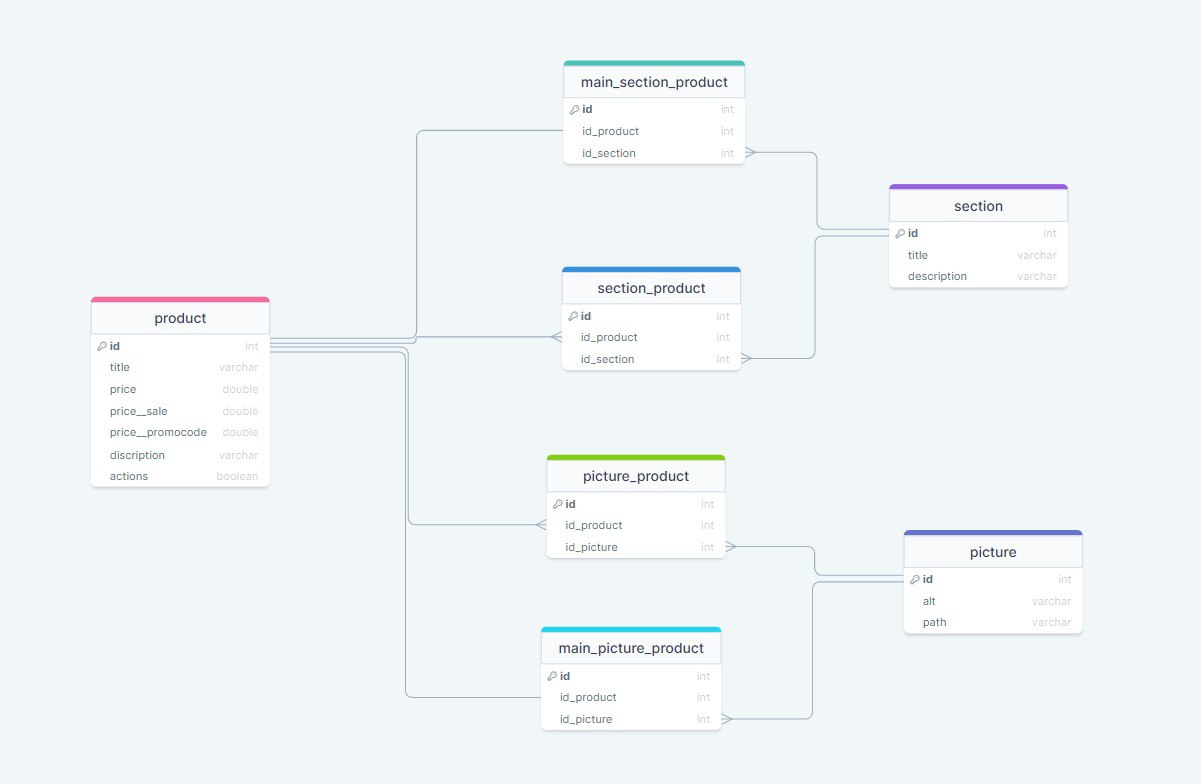 main_section_product
id int
id_product int
id_section int
section
id int
title varchar
description varchar
section_product
id int
id_product int
id_section int
product
id int
title varchar
price double
price__sale double
price__promocode double
discription varchar
actions boolean
picture_product
id int
id_product int
id_picture int
picture
id int
alt varchar
path varchar
main_picture_product
id int
id_product int
id_picture int